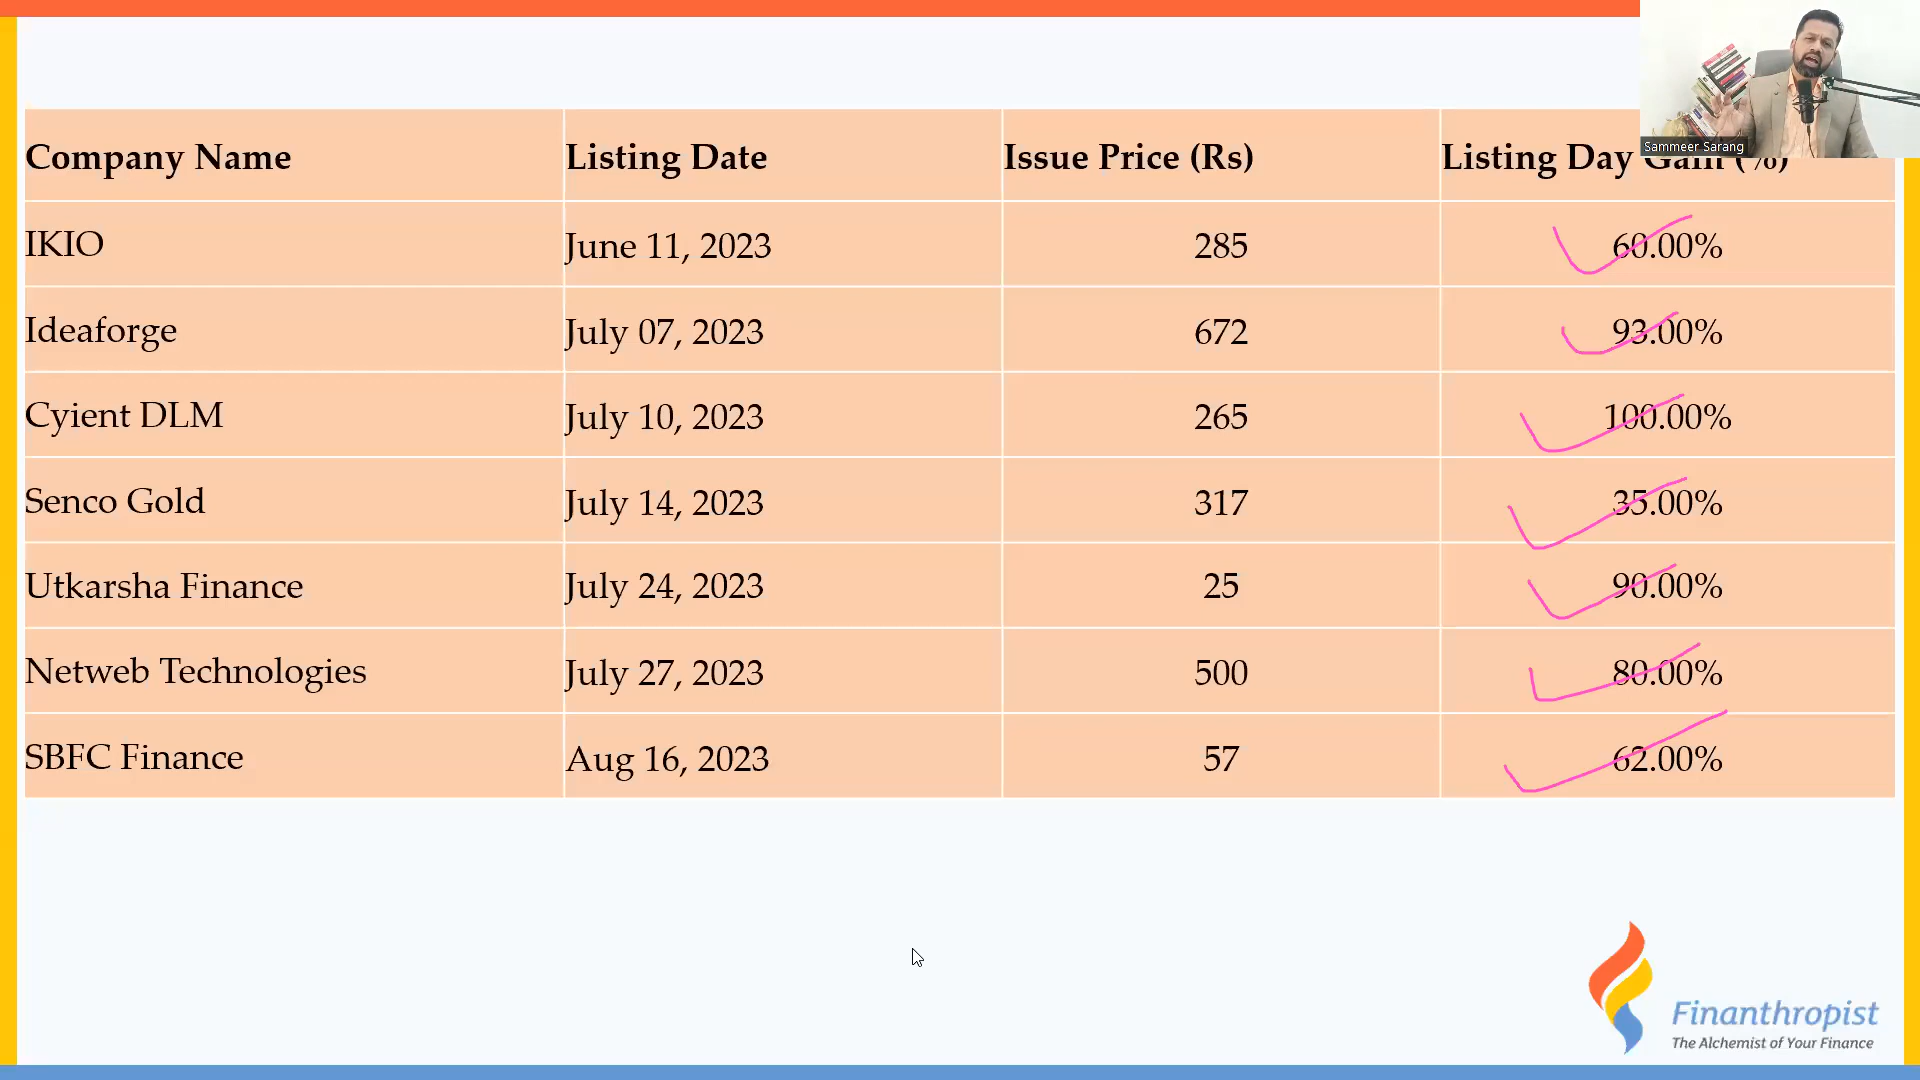 Sammeer Sarang
Company Name Listing Date Issue Price (Rs) Listing Day Gain (%)
IKIO June 11, 2023 285 60.00%
Ideaforge July 07, 2023 672 93.00%
Cyient DLM July 10, 2023 265 100.00%
Senco Gold July 14, 2023 317 35.00%
Utkarsha Finance July 24, 2023 25 90.00%
Netweb Technologies July 27, 2023 500 80.00%
SBFC Finance Aug 16, 2023 57 62.00%
Finanthropist
The Alchemist of Your Finance